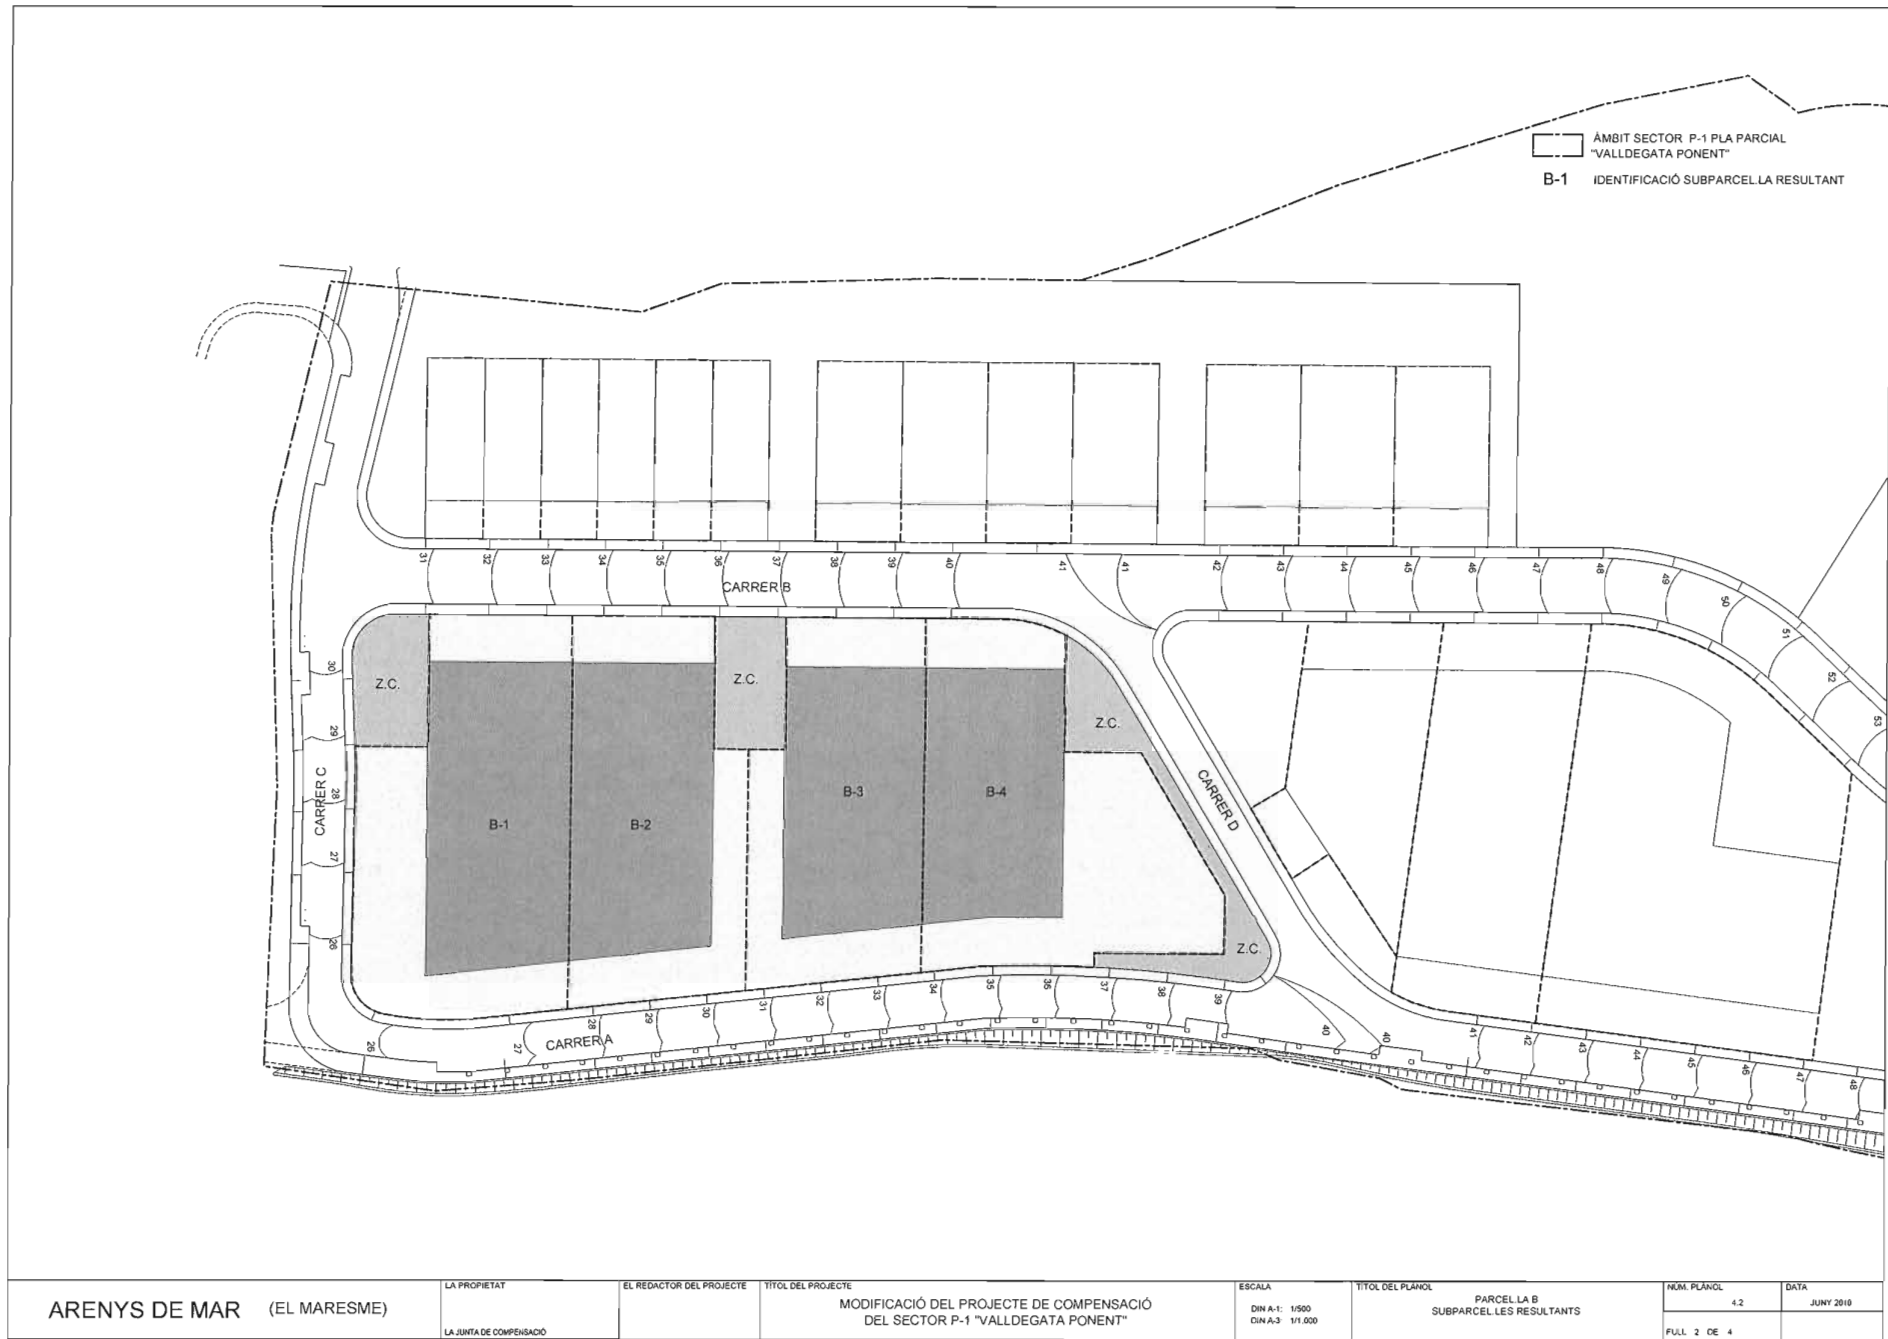 ÀMBIT SECTOR P-1 PLA PARCIAL
"VALLDEGATA PONENT"
B-1 IDENTIFICACIÓ SUBPARCEL.LA RESULTANT
31 32 33 34 35 36 37 38 39 40 41 41 42 43 44 45 46 47 48 49 50 51 52 53
CARRER B
30 29 28 27 26
CARRER C
Z.C.
Z.C.
Z.C.
Z.C.
B-1
B-2
B-3
B-4
CARRER D
26 27 28 29 30 31 32 33 34 35 36 37 38 39 40 40 41 42 43 44 45 46 47 48
CARRER A
ARENYS DE MAR (EL MARESME)
LA PROPIETAT
LA JUNTA DE COMPENSACIÓ
EL REDACTOR DEL PROJECTE
TÍTOL DEL PROJECTE
MODIFICACIÓ DEL PROJECTE DE COMPENSACIÓ
DEL SECTOR P-1 "VALLDEGATA PONENT"
ESCALA
DIN A-1: 1/500
DIN A-3: 1/1.000
TÍTOL DEL PLÀNOL
PARCEL.LA B
SUBPARCEL.LES RESULTANTS
NÚM. PLÀNOL
4.2
FULL 2 DE 4
DATA
JUNY 2010